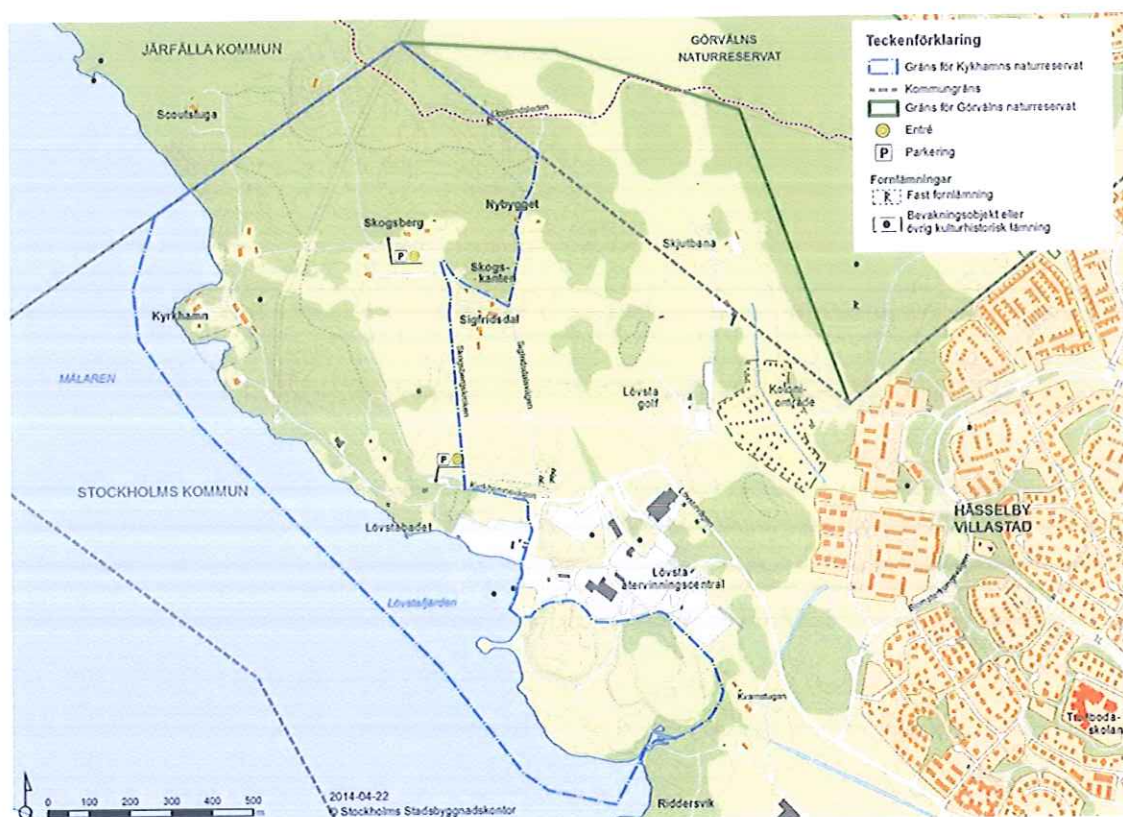 JÄRFÄLLA KOMMUN
GÖRVÄLNS
NATURRESERVAT
Teckenförklaring
Gräns för Kykhamns naturreservat
Kommungräns
Gräns för Görvälns naturreservat
Entré
P Parkering
Fornlämningar
R Fast fornlämning
Bevakningsobjekt eller
övrig kulturhistorisk lämning
Scoutstuga
R
Nybygget
Skogsberg
P
Skogs-
kanten
Skjutbana
R
Kyrkhamn
Sigfridsdal
MÄLAREN
Lövsta
golf
Koloni-
område
P
R
R
STOCKHOLMS KOMMUN
Lövstabadet
HÄSSELBY
VILLASTAD
Lövsta
återvinningscentral
Lövstafjärden
Kvarnstugan
Riddersvik
skolan
0 100 200 300 400 500
2014-04-22
© Stockholms Stadsbyggnadskontor